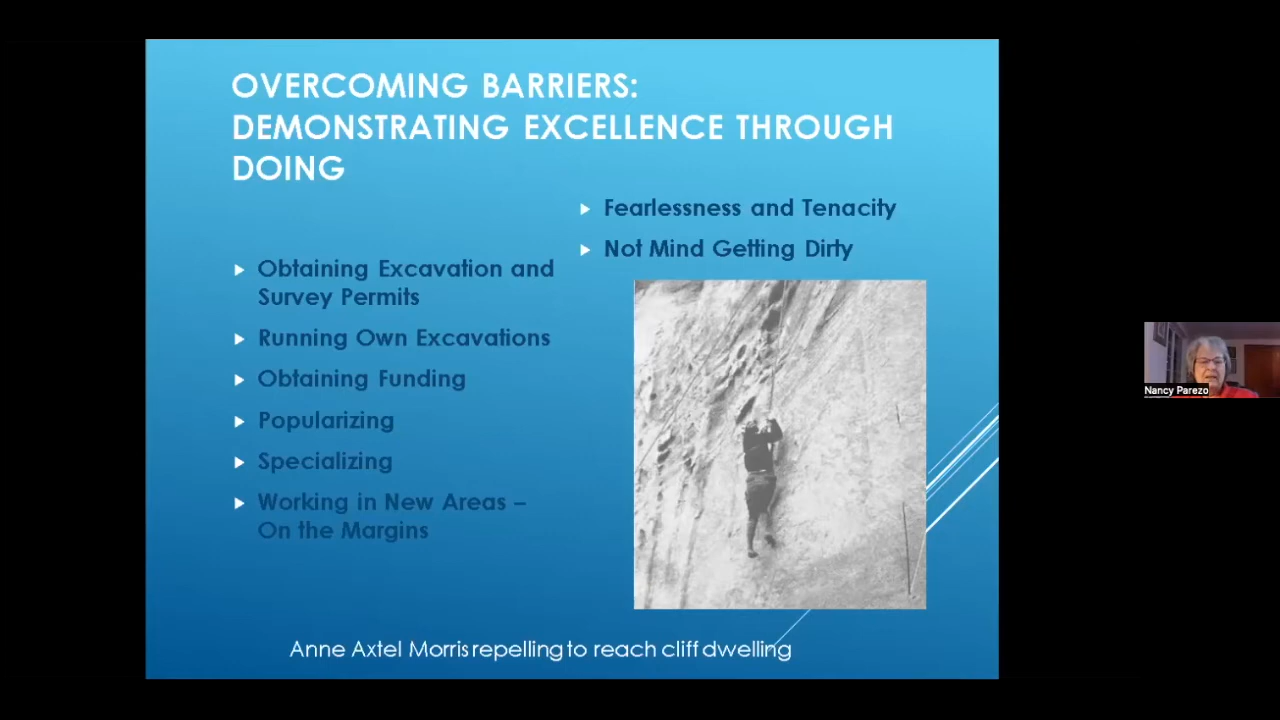 OVERCOMING BARRIERS:
DEMONSTRATING EXCELLENCE THROUGH
DOING
Obtaining Excavation and
Survey Permits
Running Own Excavations
Obtaining Funding
Popularizing
Specializing
Working in New Areas –
On the Margins
Fearlessness and Tenacity
Not Mind Getting Dirty
Anne Axtel Morris repelling to reach cliff dwelling
Nancy Parezo